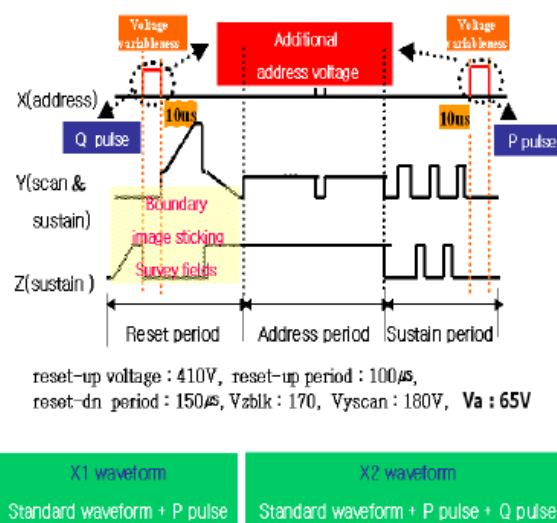 Voltage
variableness
Additional
address voltage
Voltage
variableness
X(address)
10us
10us
Q pulse
P pulse
Y(scan &
sustain)
Boundary
image sticking
Survey fields
Z(sustain )
Reset period
Address period
Sustain period
reset-up voltage : 410V, reset-up period : 100㎲,
reset-dn period : 150㎲, Vzblk : 170, Vyscan : 180V, Va : 65V
X1 waveform
Standard waveform + P pulse
X2 waveform
Standard waveform + P pulse + Q pulse